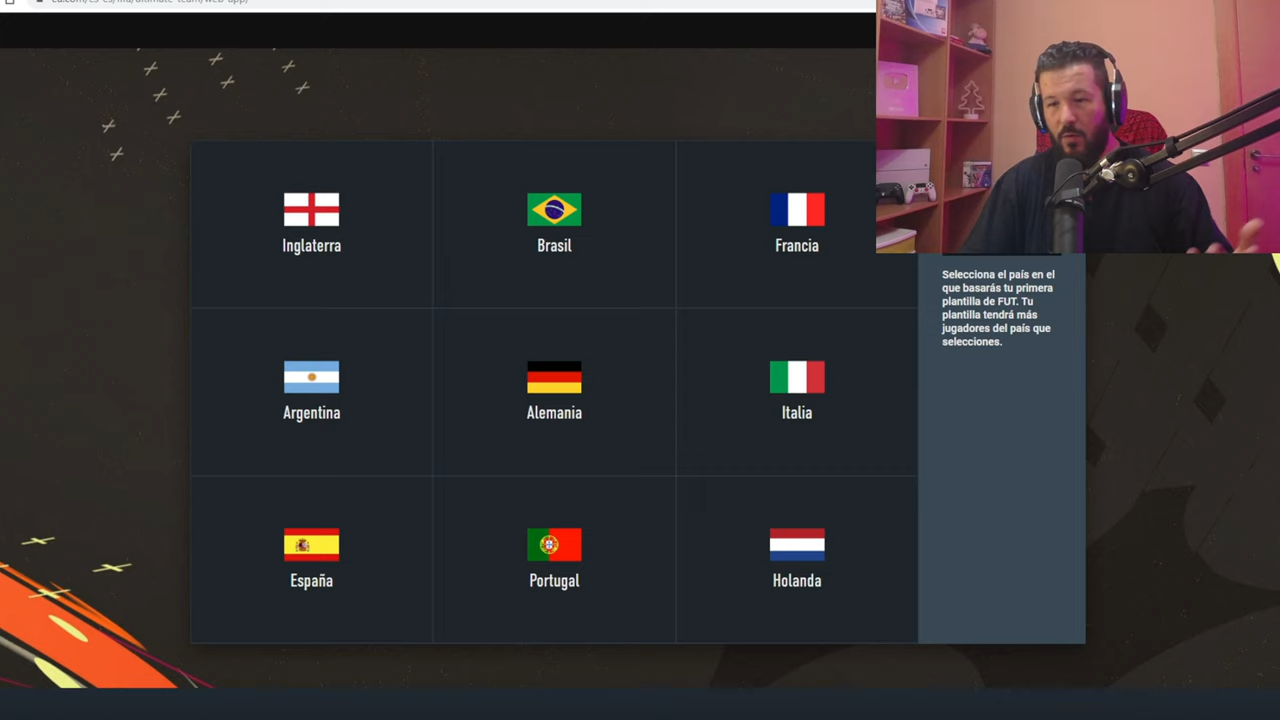 Inglaterra
Brasil
Francia
Selecciona el país en el
que basarás tu primera
plantilla de FUT. Tu
plantilla tendrá más
jugadores del país que
selecciones.
Argentina
Alemania
Italia
España
Portugal
Holanda